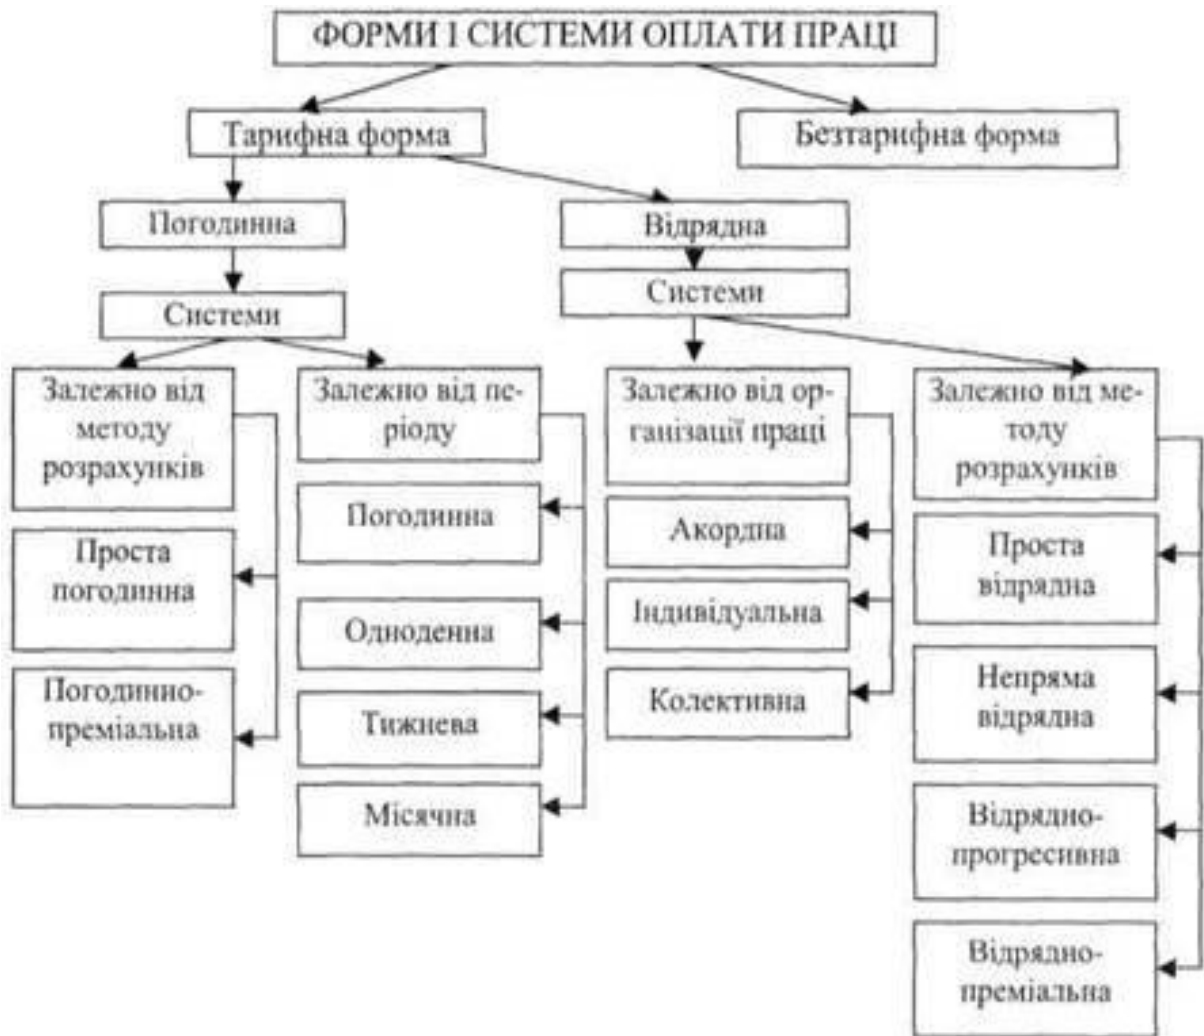 ФОРМИ І СИСТЕМИ ОПЛАТИ ПРАЦІ
Тарифна форма
Безтарифна форма
Погодинна
Відрядна
Системи
Системи
Залежно від
методу
розрахунків
Залежно від пе-
ріоду
Залежно від ор-
ганізації праці
Залежно від ме-
тоду
розрахунків
Проста
погодинна
Погодинно-
преміальна
Погодинна
Одноденна
Тижнева
Місячна
Акордна
Індивідуальна
Колективна
Проста
відрядна
Непряма
відрядна
Відрядно-
прогресивна
Відрядно-
преміальна